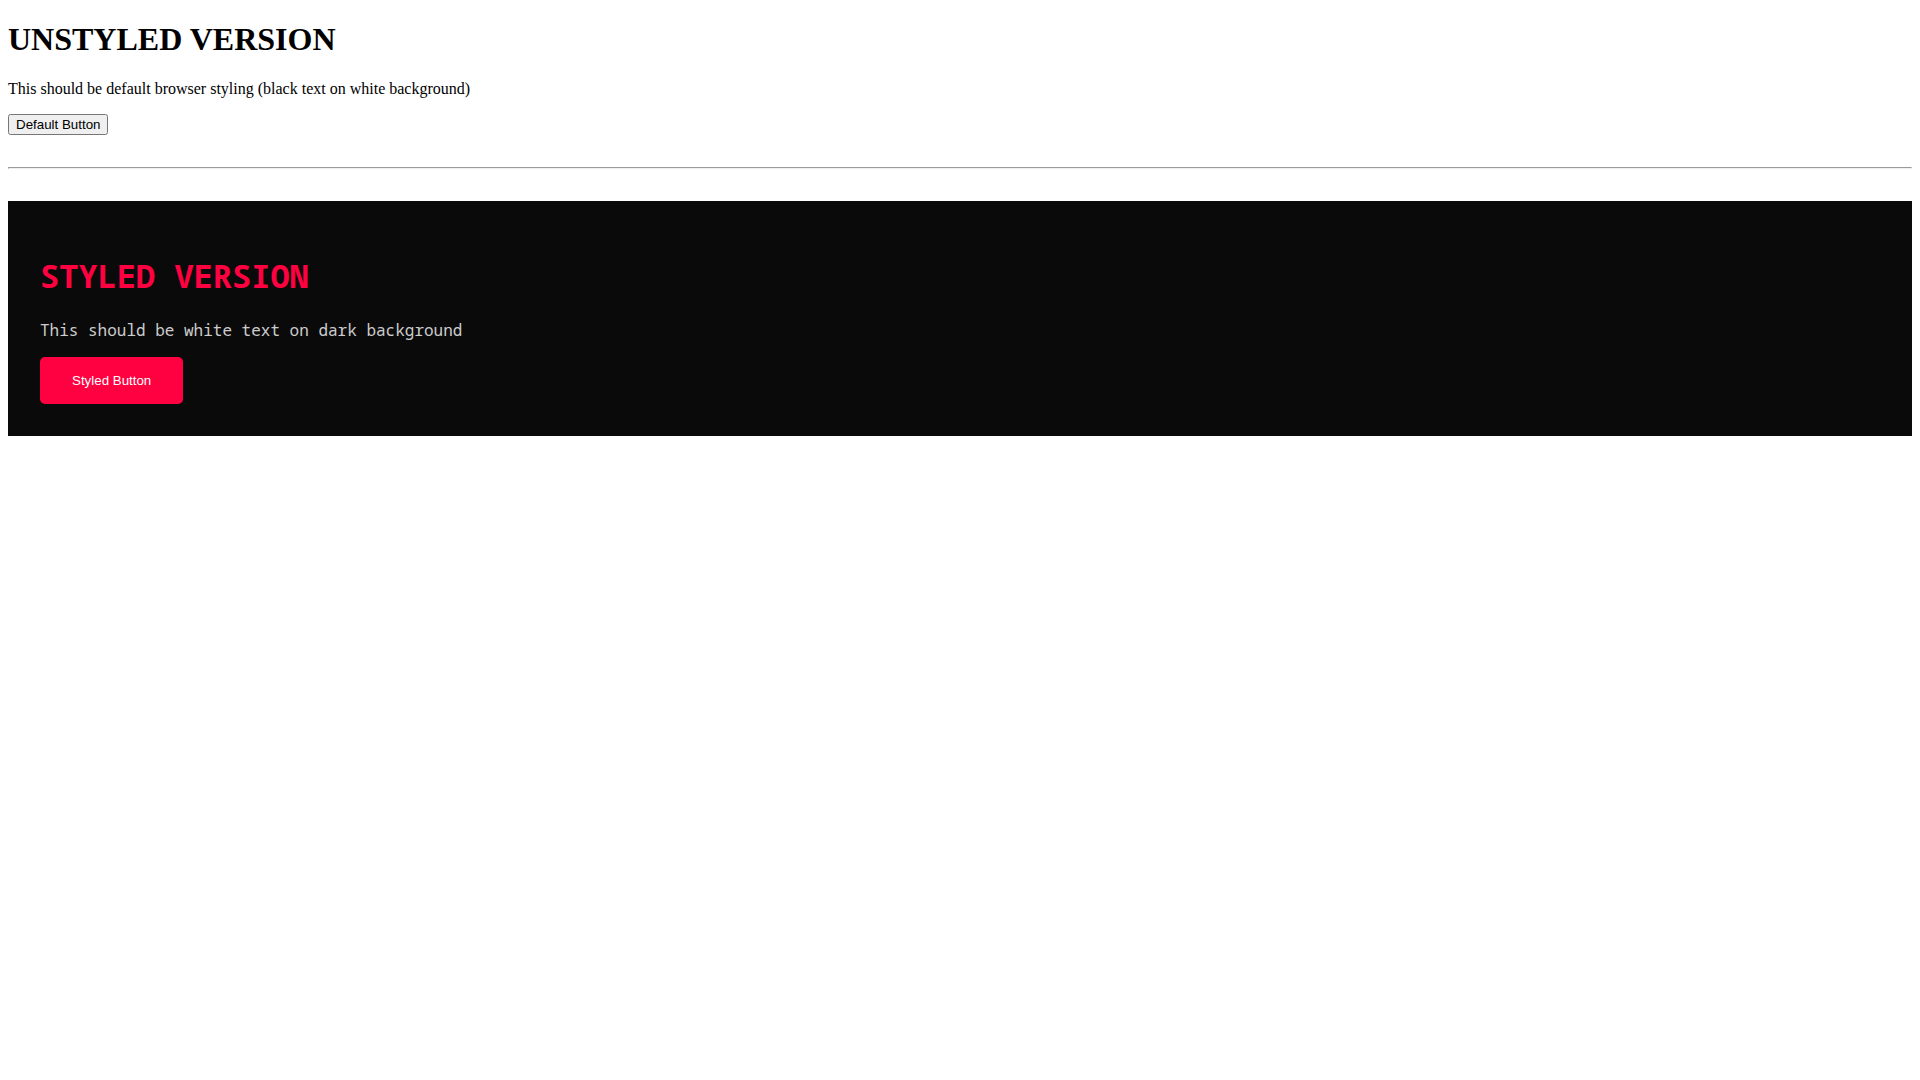 UNSTYLED VERSION
This should be default browser styling (black text on white background)
Default Button
STYLED VERSION
This should be white text on dark background
Styled Button